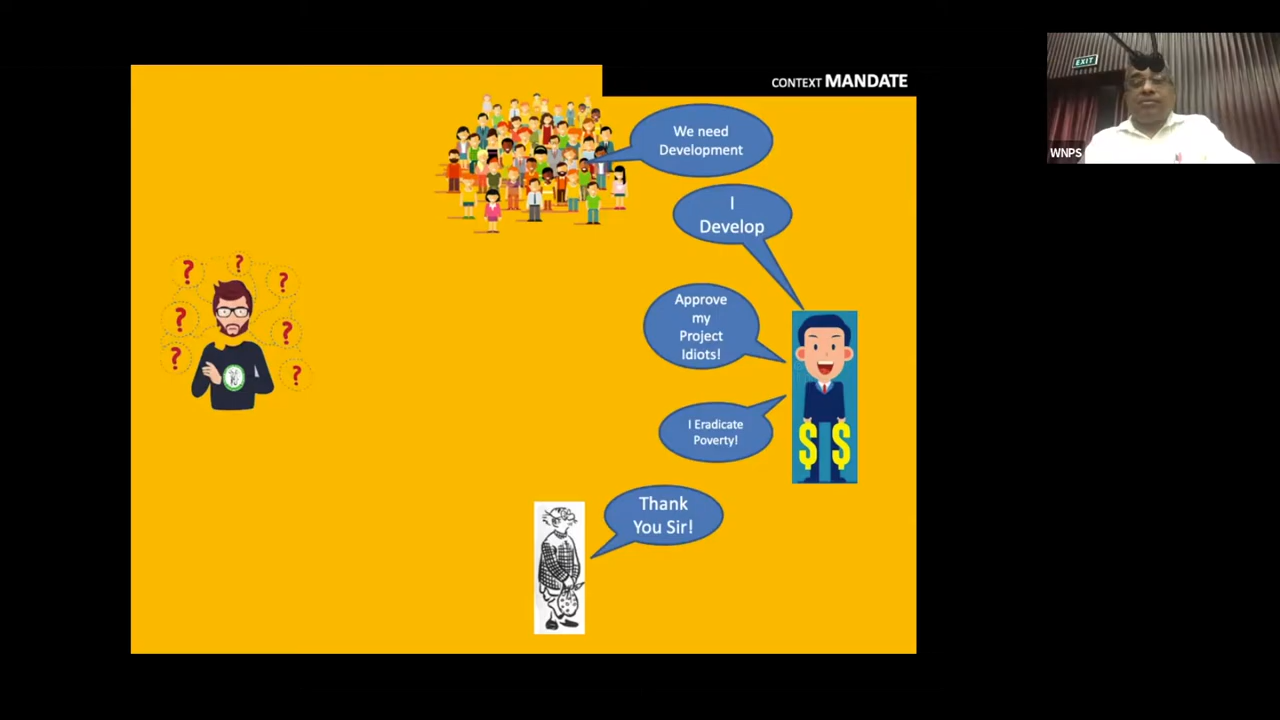 CONTEXT MANDATE
EXIT
WNPS
We need
Development
I
Develop
Approve
my
Project
Idiots!
I Eradicate
Poverty!
Thank
You Sir!
? ? ? ? ? ? ? ?
$ $